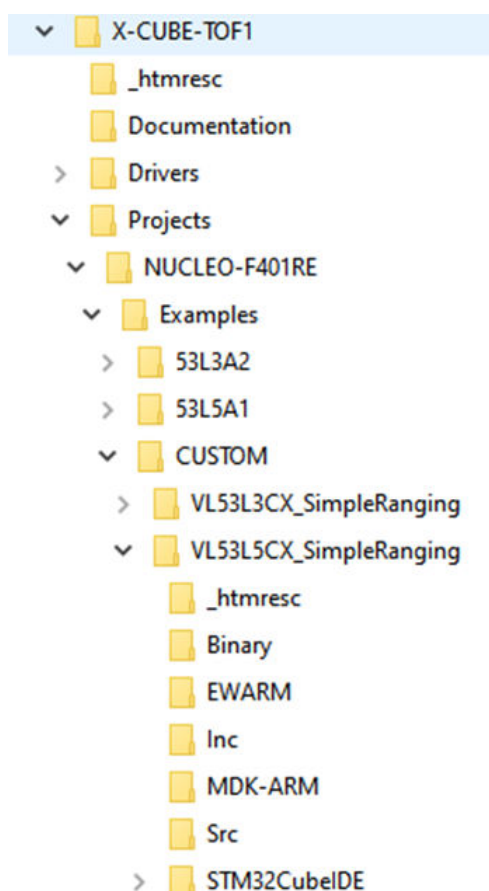 X-CUBE-TOF1
_htmresc
Documentation
Drivers
Projects
NUCLEO-F401RE
Examples
53L3A2
53L5A1
CUSTOM
VL53L3CX_SimpleRanging
VL53L5CX_SimpleRanging
_htmresc
Binary
EWARM
Inc
MDK-ARM
Src
STM32CubeIDE